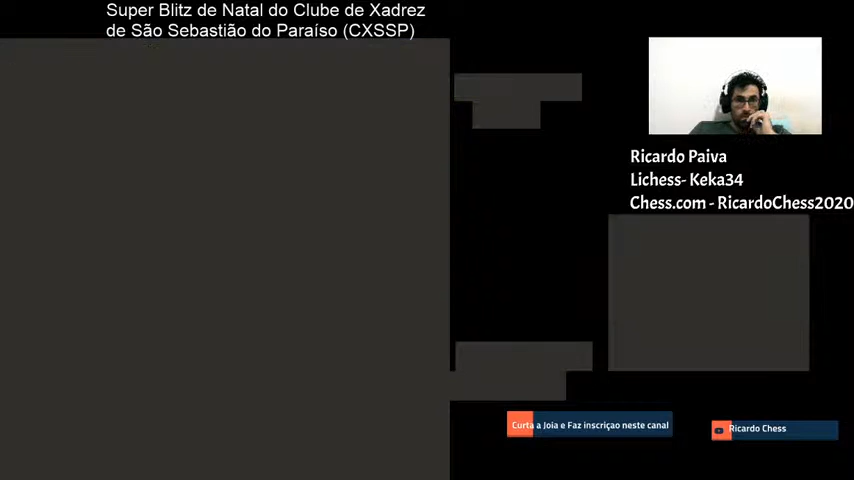 Super Blitz de Natal do Clube de Xadrez
de São Sebastião do Paraíso (CXSSP)
Ricardo Paiva
Lichess- Keka34
Chess.com - RicardoChess2020
Curta a Joia e Faz inscriçao neste canal
Ricardo Chess